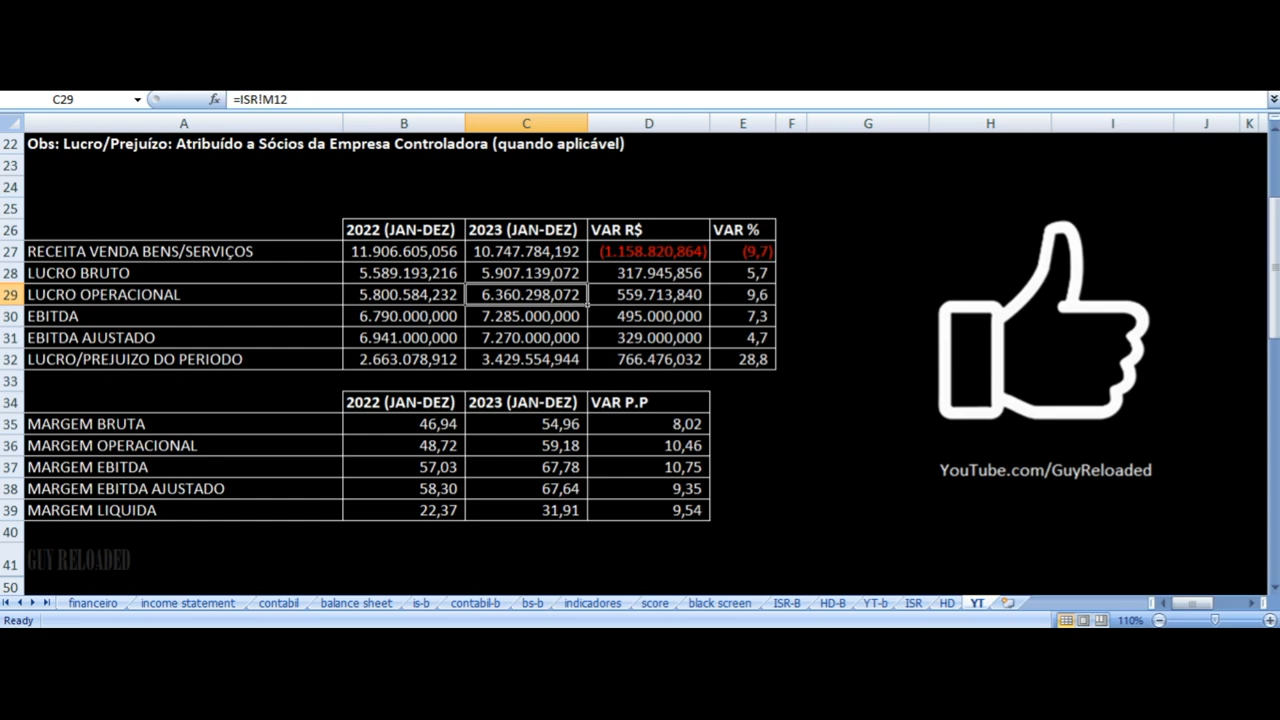 C29 fx =ISR!M12
A B C D E F G H I J K
22 Obs: Lucro/Prejuízo: Atribuído a Sócios da Empresa Controladora (quando aplicável)
23
24
25
26 2022 (JAN-DEZ) 2023 (JAN-DEZ) VAR R$ VAR %
27 RECEITA VENDA BENS/SERVIÇOS 11.906.605,056 10.747.784,192 (1.158.820,864) (9,7)
28 LUCRO BRUTO 5.589.193,216 5.907.139,072 317.945,856 5,7
29 LUCRO OPERACIONAL 5.800.584,232 6.360.298,072 559.713,840 9,6
30 EBITDA 6.790.000,000 7.285.000,000 495.000,000 7,3
31 EBITDA AJUSTADO 6.941.000,000 7.270.000,000 329.000,000 4,7
32 LUCRO/PREJUIZO DO PERIODO 2.663.078,912 3.429.554,944 766.476,032 28,8
33
34 2022 (JAN-DEZ) 2023 (JAN-DEZ) VAR P.P
35 MARGEM BRUTA 46,94 54,96 8,02
36 MARGEM OPERACIONAL 48,72 59,18 10,46
37 MARGEM EBITDA 57,03 67,78 10,75
38 MARGEM EBITDA AJUSTADO 58,30 67,64 9,35
39 MARGEM LIQUIDA 22,37 31,91 9,54
YouTube.com/GuyReloaded
40
41 GUY RELOADED
50
financeiro income statement contabil balance sheet is-b contabil-b bs-b indicadores score black screen ISR-B HD-B YT-b ISR HD YT
Ready 110%